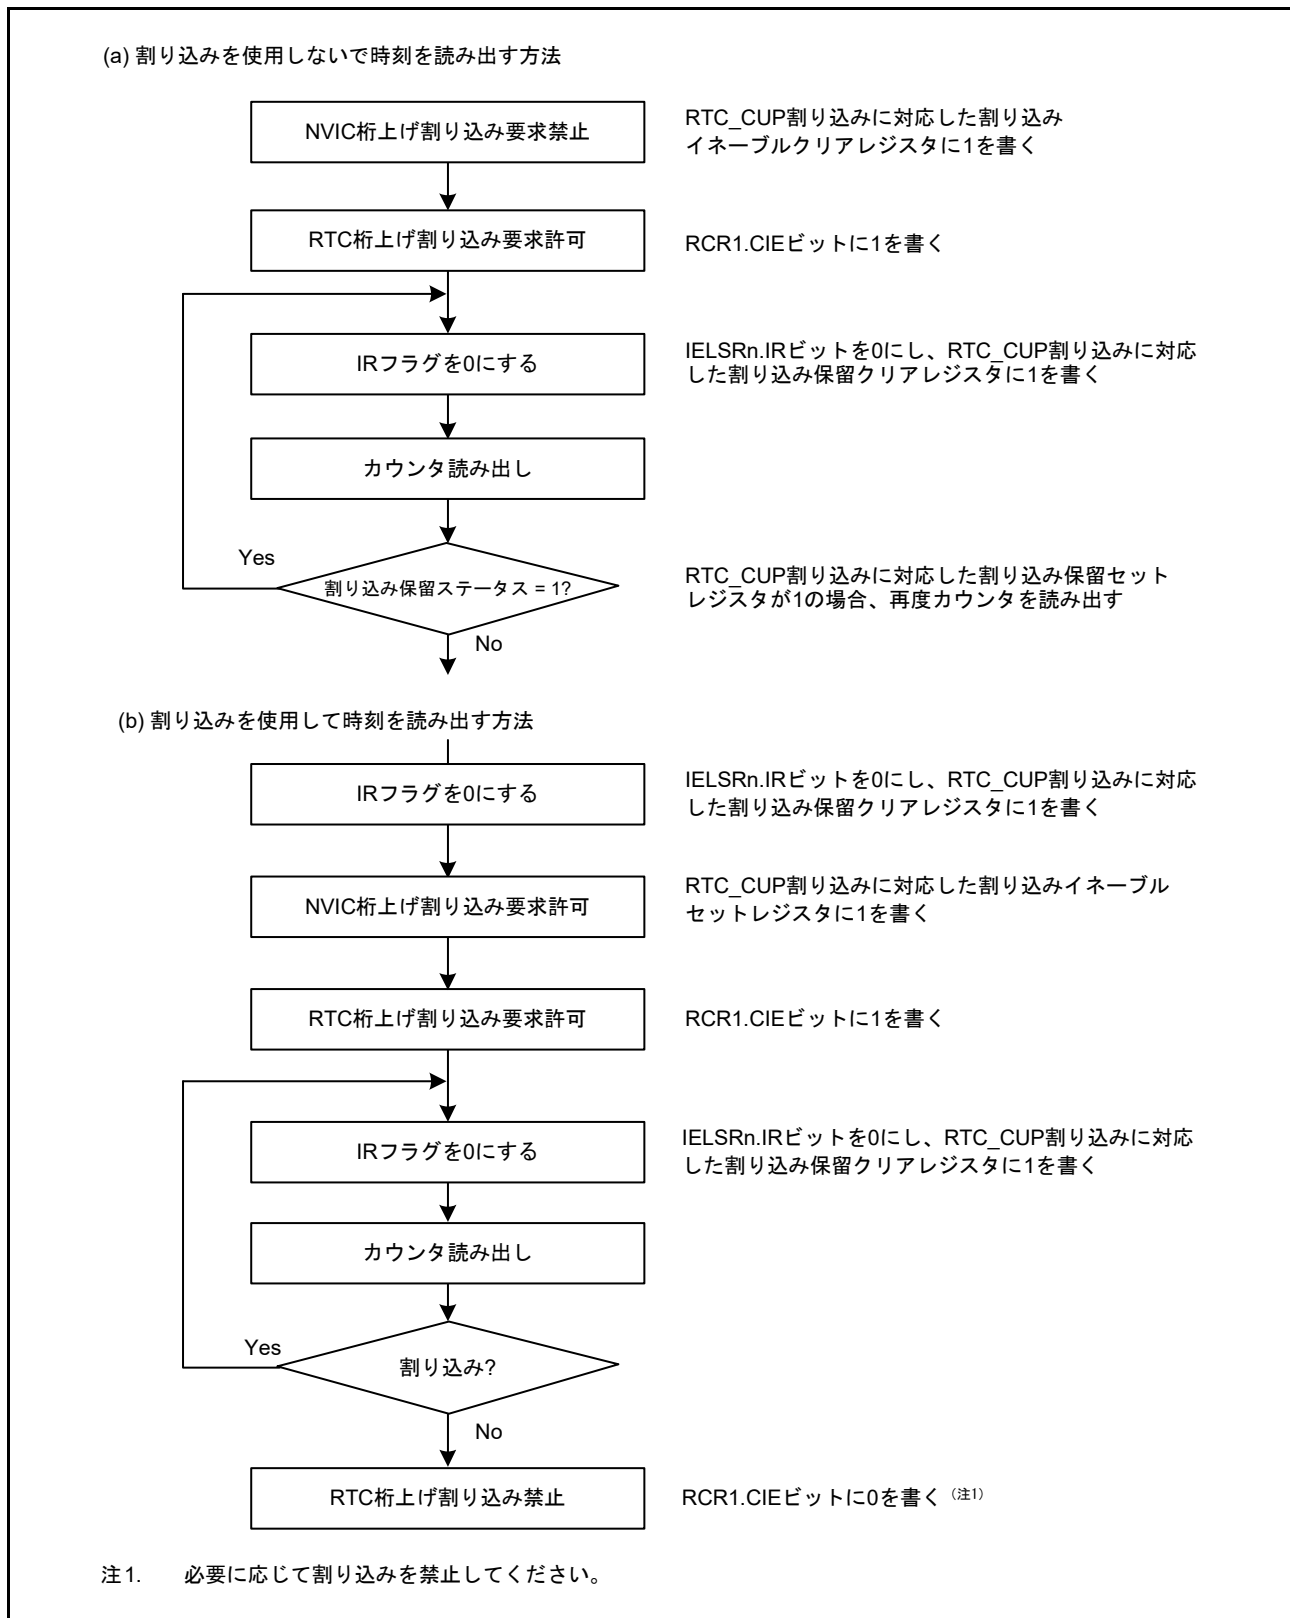 (a) 割り込みを使用しないで時刻を読み出す方法
NVIC桁上げ割り込み要求禁止
RTC_CUP割り込みに対応した割り込み
イネーブルクリアレジスタに1を書く
RTC桁上げ割り込み要求許可
RCR1.CIEビットに1を書く
IRフラグを0にする
IELSRn.IRビットを0にし、RTC_CUP割り込みに対応
した割り込み保留クリアレジスタに1を書く
カウンタ読み出し
Yes
割り込み保留ステータス = 1?
RTC_CUP割り込みに対応した割り込み保留セット
レジスタが1の場合、再度カウンタを読み出す
No
(b) 割り込みを使用して時刻を読み出す方法
IRフラグを0にする
IELSRn.IRビットを0にし、RTC_CUP割り込みに対応
した割り込み保留クリアレジスタに1を書く
NVIC桁上げ割り込み要求許可
RTC_CUP割り込みに対応した割り込みイネーブル
セットレジスタに1を書く
RTC桁上げ割り込み要求許可
RCR1.CIEビットに1を書く
IRフラグを0にする
IELSRn.IRビットを0にし、RTC_CUP割り込みに対応
した割り込み保留クリアレジスタに1を書く
カウンタ読み出し
Yes
割り込み?
No
RTC桁上げ割り込み禁止
RCR1.CIEビットに0を書く（注1）
注1. 必要に応じて割り込みを禁止してください。